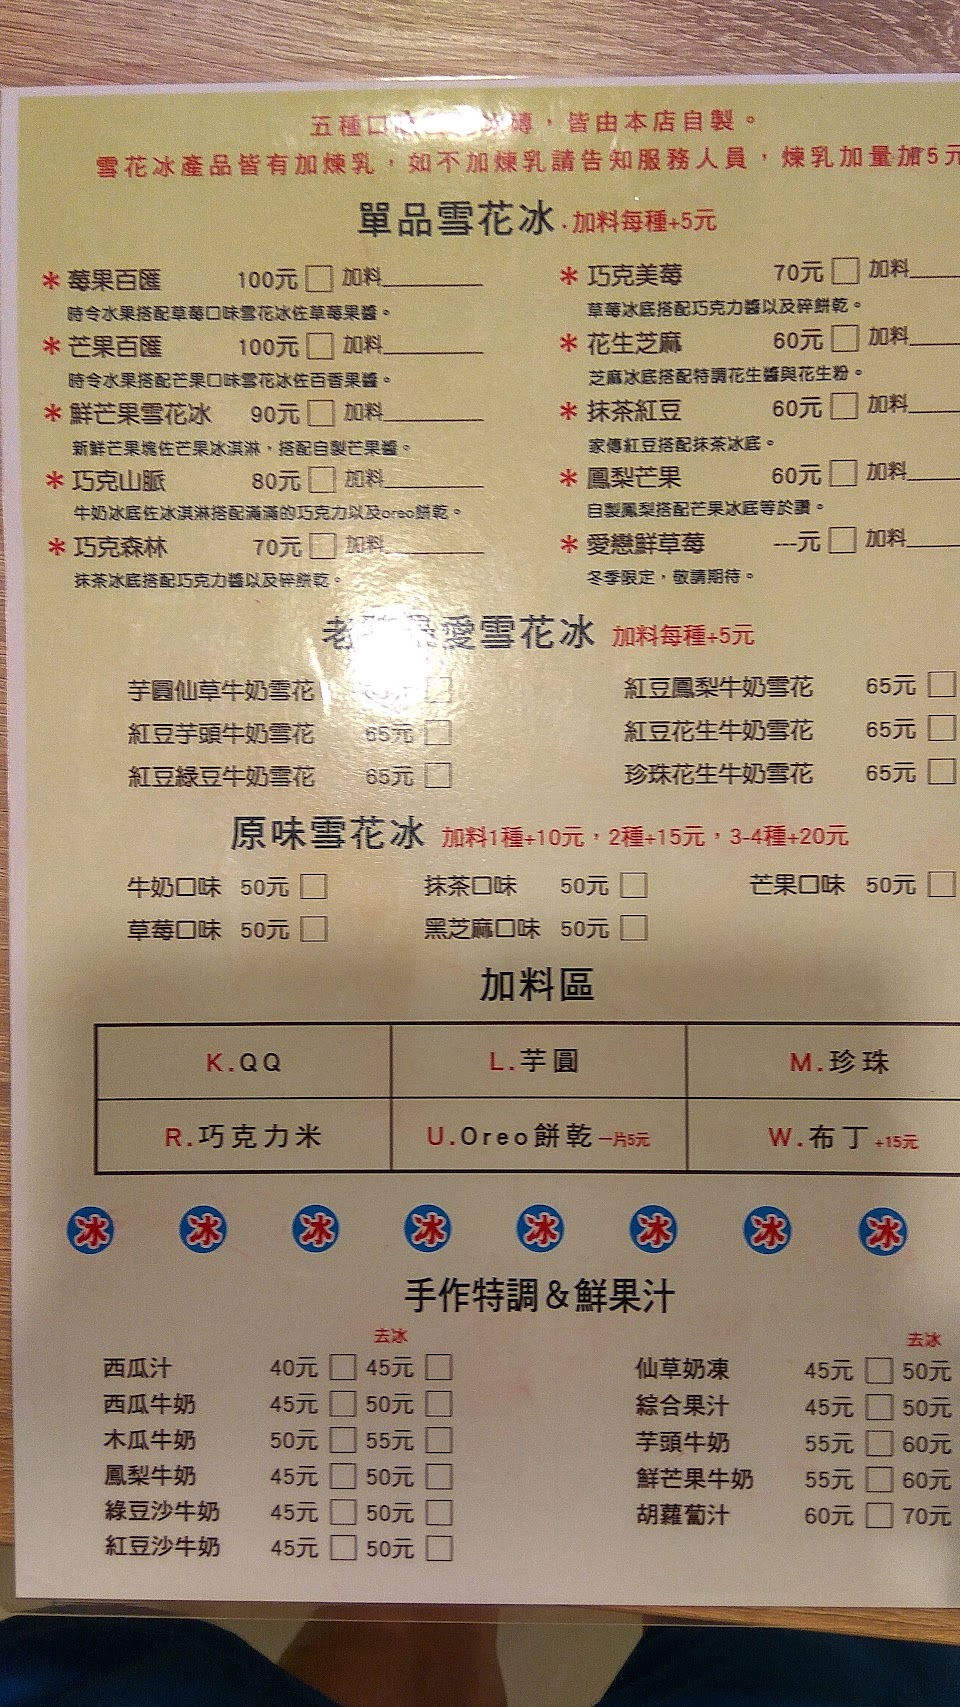 五種口 磚，皆由本店自製。
雪花冰產品皆有加煉乳，如不加煉乳請告知服務人員，煉乳加量加5元
單品雪花冰.加料每種+5元
*莓果百匯 100元 □ 加料
時令水果搭配草莓口味雪花冰佐草莓果醬。
*芒果百匯 100元 □ 加料
時令水果搭配芒果口味雪花冰佐百香果醬。
*鮮芒果雪花冰 90元 □ 加料
新鮮芒果塊佐芒果冰淇淋，搭配自製芒果醬。
*巧克山脈 80元 □ 加料
牛奶冰底佐冰淇淋搭配滿滿的巧克力以及oreo餅乾。
*巧克森林 70元 □ 加料
抹茶冰底搭配巧克力醬以及碎餅乾。
*巧克美莓 70元 □ 加料
草莓冰底搭配巧克力醬以及碎餅乾。
*花生芝麻 60元 □ 加料
芝麻冰底搭配特調花生醬與花生粉。
*抹茶紅豆 60元 □ 加料
家傳紅豆搭配抹茶冰底。
*鳳梨芒果 60元 □ 加料
自製鳳梨搭配芒果冰底等於讚。
*愛戀鮮草莓 ---元 □ 加料
冬季限定，敬請期待。
老 愛雪花冰 加料每種+5元
芋圓仙草牛奶雪花 □
紅豆芋頭牛奶雪花 65元 □
紅豆綠豆牛奶雪花 65元 □
紅豆鳳梨牛奶雪花 65元 □
紅豆花生牛奶雪花 65元 □
珍珠花生牛奶雪花 65元 □
原味雪花冰 加料1種+10元，2種+15元，3-4種+20元
牛奶口味 50元 □ 抹茶口味 50元 □ 芒果口味 50元 □
草莓口味 50元 □ 黑芝麻口味 50元 □
加料區
K.QQ L.芋圓 M.珍珠
R.巧克力米 U.Oreo餅乾一片5元 W.布丁+15元
冰 冰 冰 冰 冰 冰 冰 冰
手作特調&鮮果汁
去冰
西瓜汁 40元 □ 45元 □
西瓜牛奶 45元 □ 50元 □
木瓜牛奶 50元 □ 55元 □
鳳梨牛奶 45元 □ 50元 □
綠豆沙牛奶 45元 □ 50元 □
紅豆沙牛奶 45元 □ 50元 □
去冰
仙草奶凍 45元 □ 50元
綜合果汁 45元 □ 50元
芋頭牛奶 55元 □ 60元
鮮芒果牛奶 55元 □ 60元
胡蘿蔔汁 60元 □ 70元